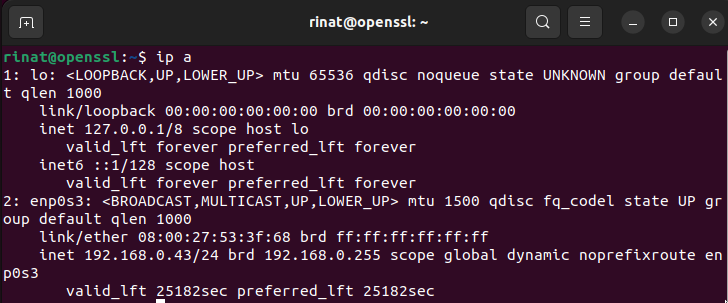 rinat@openssl: ~
rinat@openssl:~$ ip a
1: lo: <LOOPBACK,UP,LOWER_UP> mtu 65536 qdisc noqueue state UNKNOWN group defaul
t qlen 1000
    link/loopback 00:00:00:00:00:00 brd 00:00:00:00:00:00
    inet 127.0.0.1/8 scope host lo
       valid_lft forever preferred_lft forever
    inet6 ::1/128 scope host
       valid_lft forever preferred_lft forever
2: enp0s3: <BROADCAST,MULTICAST,UP,LOWER_UP> mtu 1500 qdisc fq_codel state UP gr
oup default qlen 1000
    link/ether 08:00:27:53:3f:68 brd ff:ff:ff:ff:ff:ff
    inet 192.168.0.43/24 brd 192.168.0.255 scope global dynamic noprefixroute en
p0s3
       valid_lft 25182sec preferred_lft 25182sec